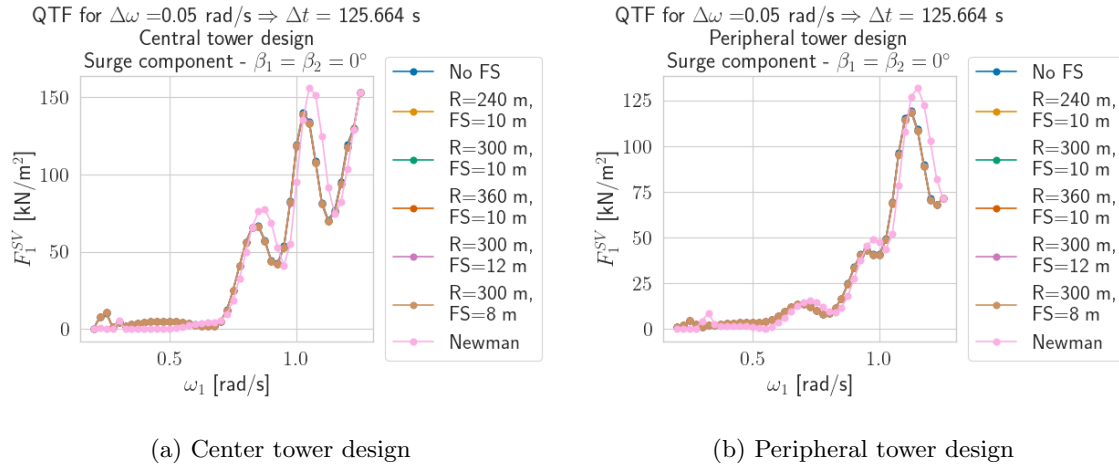 QTF for Δω =0.05 rad/s ⇒ Δt = 125.664 s
Central tower design
Surge component - β₁ = β₂ = 0°
150
100
50
0
F₁^SV [kN/m²]
0.5
1.0
ω₁ [rad/s]
No FS
R=240 m,
FS=10 m
R=300 m,
FS=10 m
R=360 m,
FS=10 m
R=300 m,
FS=12 m
R=300 m,
FS=8 m
Newman
(a) Center tower design
QTF for Δω =0.05 rad/s ⇒ Δt = 125.664 s
Peripheral tower design
Surge component - β₁ = β₂ = 0°
125
100
75
50
25
0
F₁^SV [kN/m²]
0.5
1.0
ω₁ [rad/s]
No FS
R=240 m,
FS=10 m
R=300 m,
FS=10 m
R=360 m,
FS=10 m
R=300 m,
FS=12 m
R=300 m,
FS=8 m
Newman
(b) Peripheral tower design